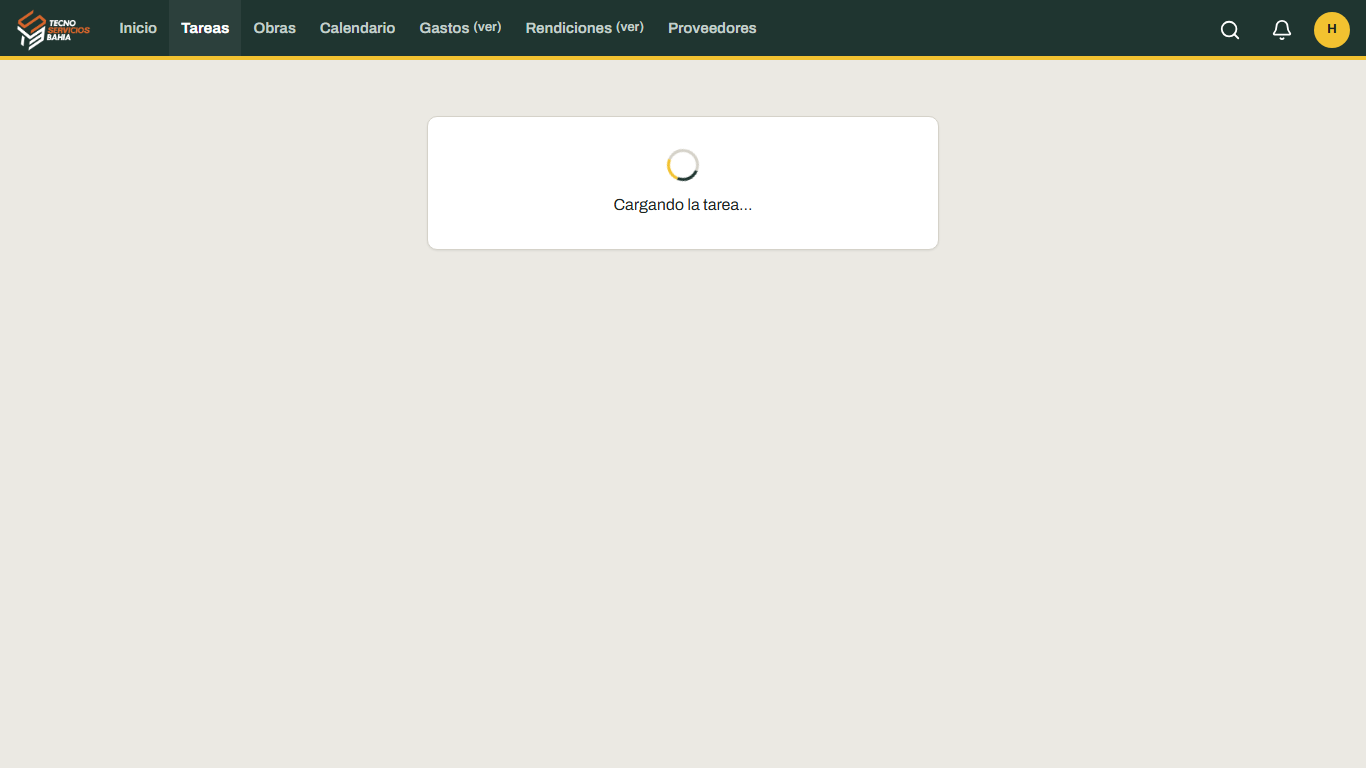 TECNO
SERVICIOS
BAHIA
Inicio
Tareas
Obras
Calendario
Gastos (ver)
Rendiciones (ver)
Proveedores
H
Cargando la tarea...